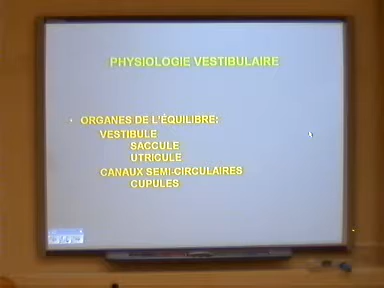 PHYSIOLOGIE VESTIBULAIRE
• ORGANES DE L'ÉQUILIBRE:
VESTIBULE
SACCULE
UTRICULE
CANAUX SEMI-CIRCULAIRES
CUPULES